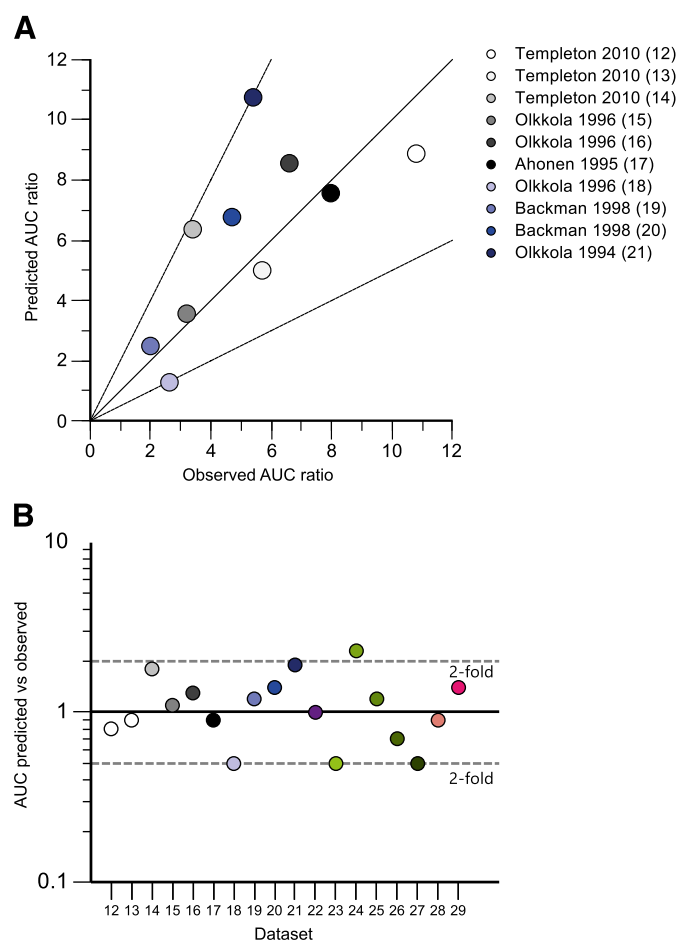 A
12
10
8
6
4
2
0
Predicted AUC ratio
0 2 4 6 8 10 12
Observed AUC ratio
Templeton 2010 (12)
Templeton 2010 (13)
Templeton 2010 (14)
Olkkola 1996 (15)
Olkkola 1996 (16)
Ahonen 1995 (17)
Olkkola 1996 (18)
Backman 1998 (19)
Backman 1998 (20)
Olkkola 1994 (21)
B
10
1
0.1
AUC predicted vs observed
2-fold
2-fold
12 13 14 15 16 17 18 19 20 21 22 23 24 25 26 27 28 29
Dataset